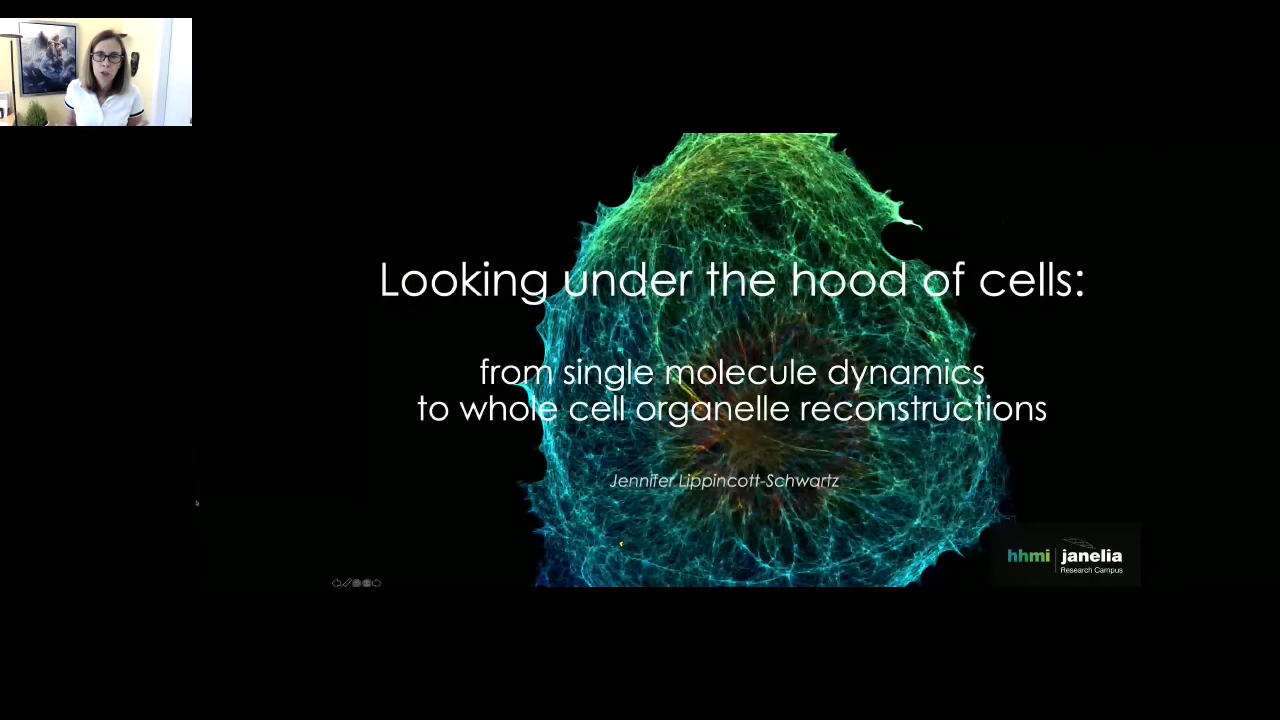 Looking under the hood of cells:
from single molecule dynamics
to whole cell organelle reconstructions
Jennifer Lippincott-Schwartz
hhmi janelia
Research Campus